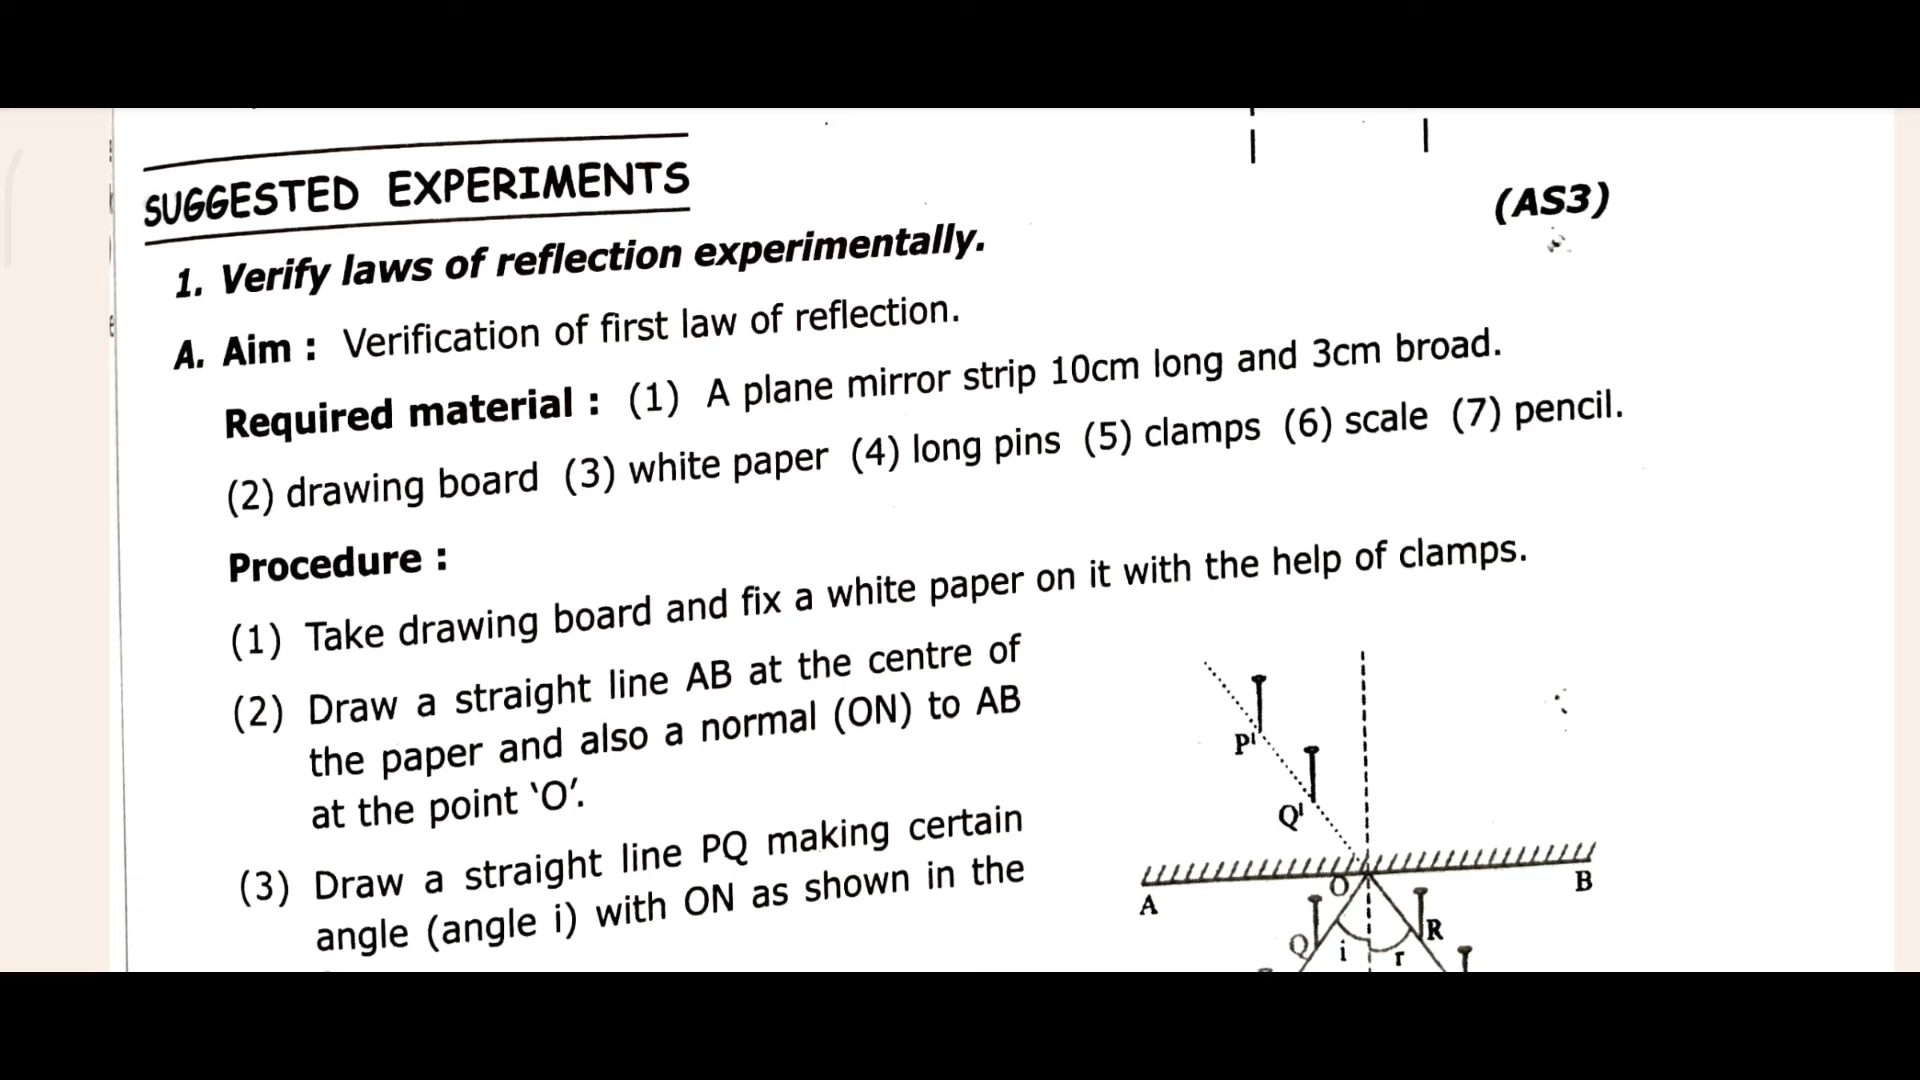 SUGGESTED EXPERIMENTS
(AS3)
1. Verify laws of reflection experimentally.
A. Aim : Verification of first law of reflection.
Required material : (1) A plane mirror strip 10cm long and 3cm broad.
(2) drawing board (3) white paper (4) long pins (5) clamps (6) scale (7) pencil.
Procedure :
(1) Take drawing board and fix a white paper on it with the help of clamps.
(2) Draw a straight line AB at the centre of
the paper and also a normal (ON) to AB
at the point ‘O’.
(3) Draw a straight line PQ making certain
angle (angle i) with ON as shown in the
P'
Q'
A
O
B
Q
i
r
R